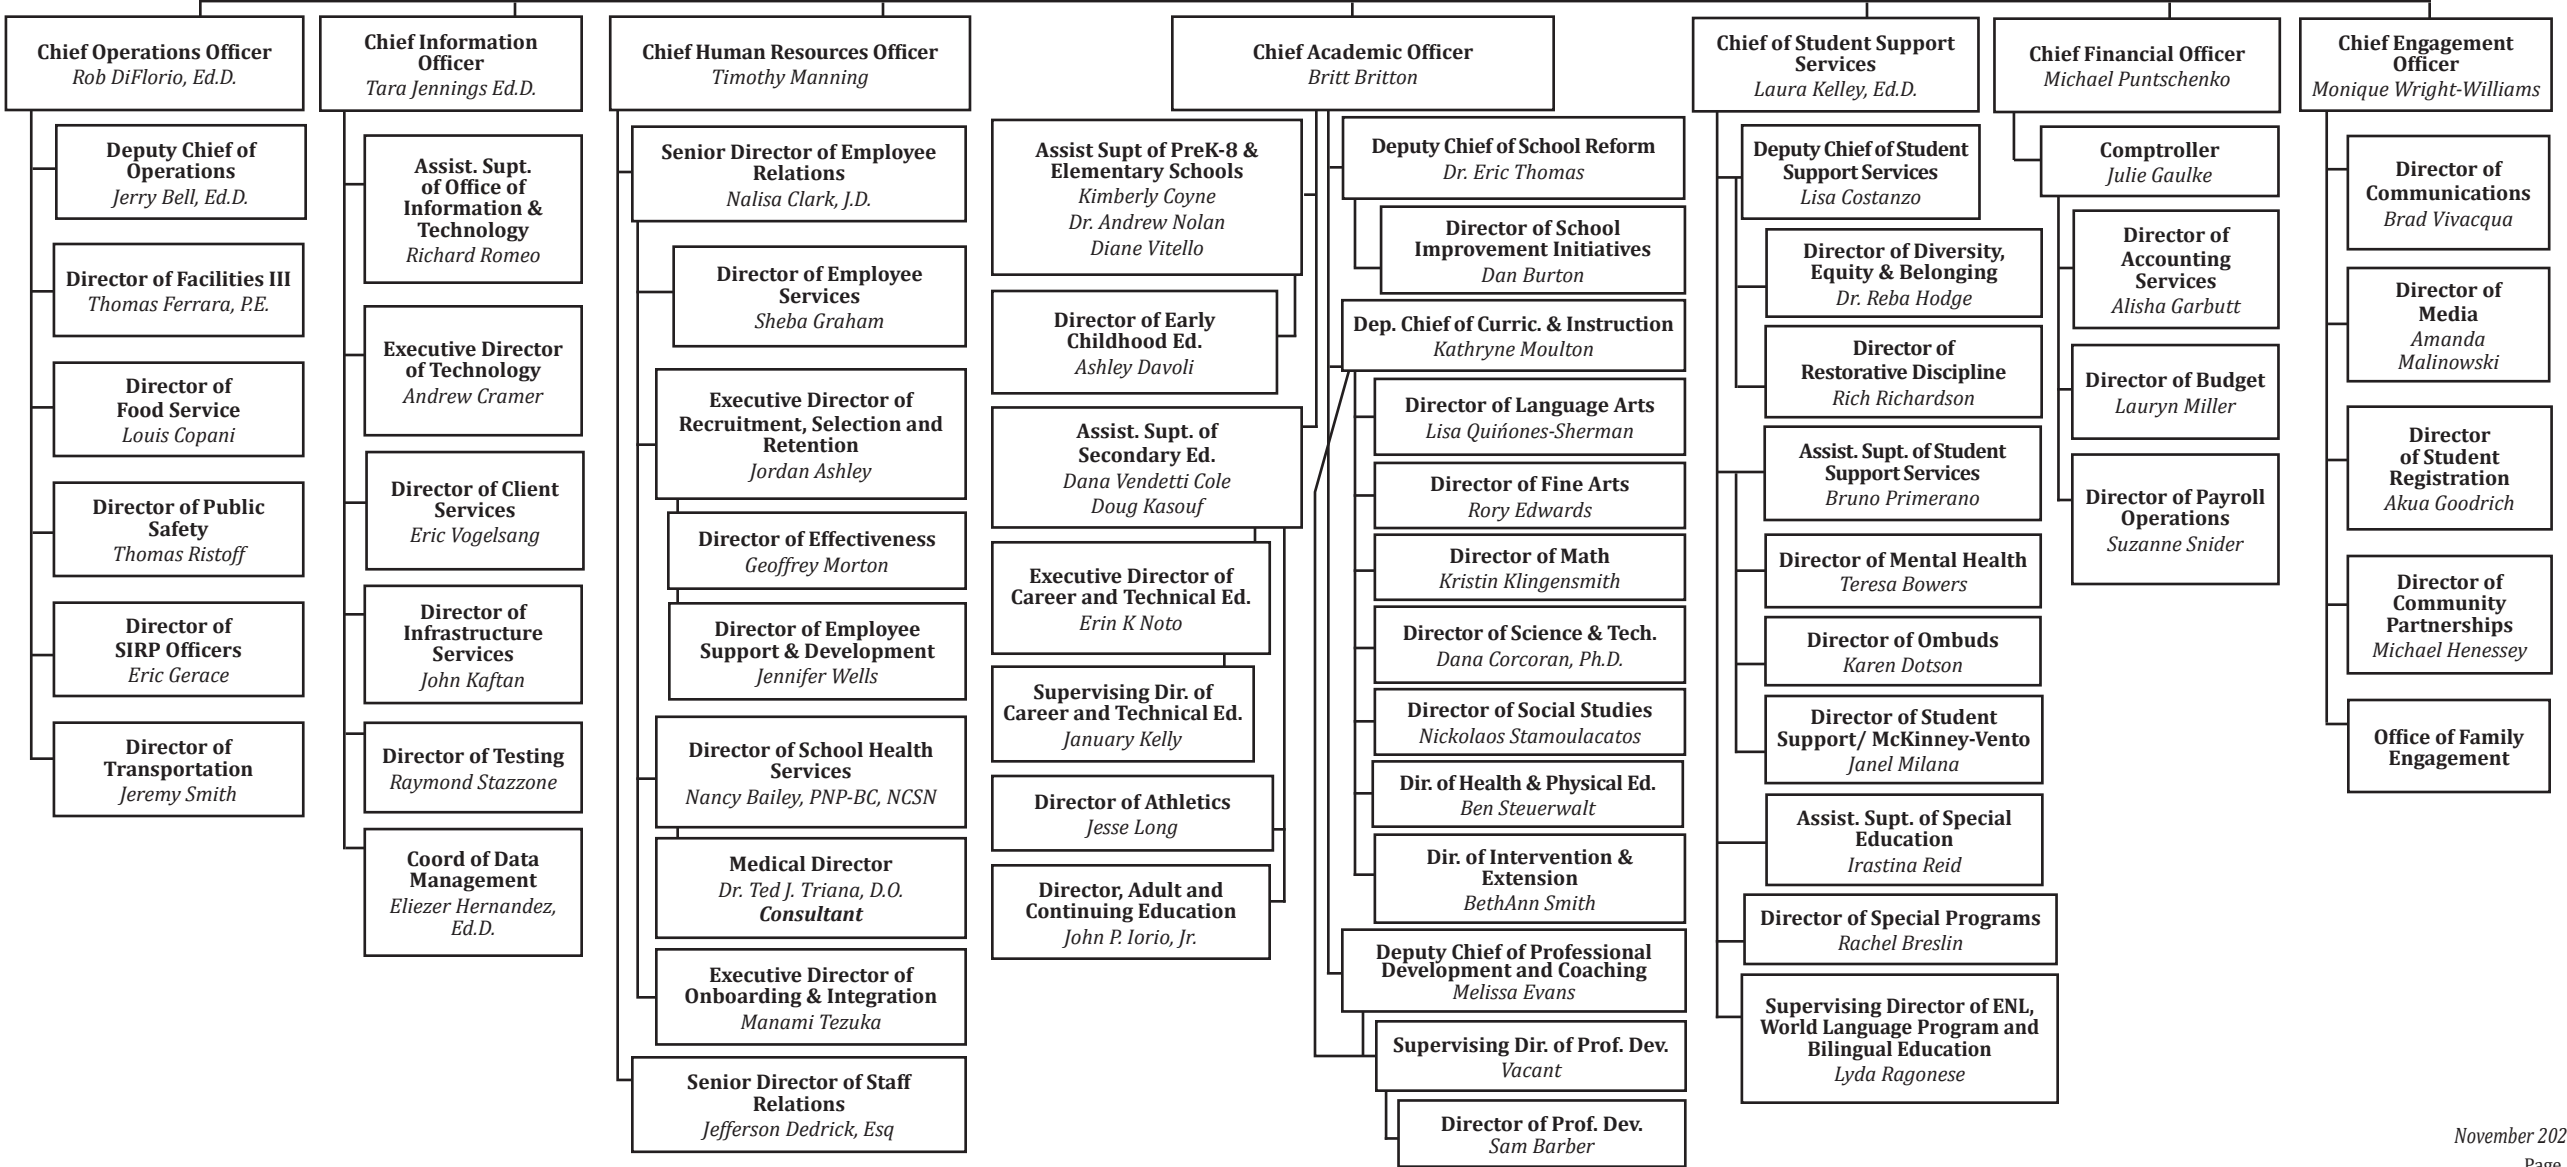 Chief Operations Officer
Rob DiFlorio, Ed.D.
Deputy Chief of
Operations
Jerry Bell, Ed.D.
Director of Facilities III
Thomas Ferrara, P.E.
Director of
Food Service
Louis Copani
Director of Public
Safety
Thomas Ristoff
Director of
SIRP Officers
Eric Gerace
Director of
Transportation
Jeremy Smith
Chief Information
Officer
Tara Jennings Ed.D.
Assist. Supt.
of Office of
Information &
Technology
Richard Romeo
Executive Director
of Technology
Andrew Cramer
Director of Client
Services
Eric Vogelsang
Director of
Infrastructure
Services
John Kaftan
Director of Testing
Raymond Stazzone
Coord of Data
Management
Eliezer Hernandez,
Ed.D.
Chief Human Resources Officer
Timothy Manning
Senior Director of Employee
Relations
Nalisa Clark, J.D.
Director of Employee
Services
Sheba Graham
Executive Director of
Recruitment, Selection and
Retention
Jordan Ashley
Director of Effectiveness
Geoffrey Morton
Director of Employee
Support & Development
Jennifer Wells
Director of School Health
Services
Nancy Bailey, PNP-BC, NCSN
Medical Director
Dr. Ted J. Triana, D.O.
Consultant
Executive Director of
Onboarding & Integration
Manami Tezuka
Senior Director of Staff
Relations
Jefferson Dedrick, Esq
Chief Academic Officer
Britt Britton
Assist Supt of PreK-8 &
Elementary Schools
Kimberly Coyne
Dr. Andrew Nolan
Diane Vitello
Director of Early
Childhood Ed.
Ashley Davoli
Assist. Supt. of
Secondary Ed.
Dana Vendetti Cole
Doug Kasouf
Executive Director of
Career and Technical Ed.
Erin K Noto
Supervising Dir. of
Career and Technical Ed.
January Kelly
Director of Athletics
Jesse Long
Director, Adult and
Continuing Education
John P. Iorio, Jr.
Deputy Chief of School Reform
Dr. Eric Thomas
Director of School
Improvement Initiatives
Dan Burton
Dep. Chief of Curric. & Instruction
Kathryne Moulton
Director of Language Arts
Lisa Quińones-Sherman
Director of Fine Arts
Rory Edwards
Director of Math
Kristin Klingensmith
Director of Science & Tech.
Dana Corcoran, Ph.D.
Director of Social Studies
Nickolaos Stamoulacatos
Dir. of Health & Physical Ed.
Ben Steuerwalt
Dir. of Intervention &
Extension
BethAnn Smith
Deputy Chief of Professional
Development and Coaching
Melissa Evans
Supervising Dir. of Prof. Dev.
Vacant
Director of Prof. Dev.
Sam Barber
Chief of Student Support
Services
Laura Kelley, Ed.D.
Deputy Chief of Student
Support Services
Lisa Costanzo
Director of Diversity,
Equity & Belonging
Dr. Reba Hodge
Director of
Restorative Discipline
Rich Richardson
Assist. Supt. of Student
Support Services
Bruno Primerano
Director of Mental Health
Teresa Bowers
Director of Ombuds
Karen Dotson
Director of Student
Support/ McKinney-Vento
Janel Milana
Assist. Supt. of Special
Education
Irastina Reid
Director of Special Programs
Rachel Breslin
Supervising Director of ENL,
World Language Program and
Bilingual Education
Lyda Ragonese
Chief Financial Officer
Michael Puntschenko
Comptroller
Julie Gaulke
Director of
Accounting
Services
Alisha Garbutt
Director of Budget
Lauryn Miller
Director of Payroll
Operations
Suzanne Snider
Chief Engagement
Officer
Monique Wright-Williams
Director of
Communications
Brad Vivacqua
Director of
Media
Amanda
Malinowski
Director
of Student
Registration
Akua Goodrich
Director of
Community
Partnerships
Michael Henessey
Office of Family
Engagement
November 202
Page